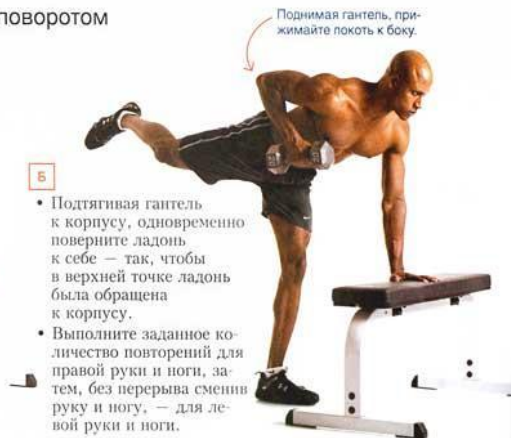 поворотом
Поднимая гантель, при-
жимайте локоть к боку.
Б
• Подтягивая гантель
к корпусу, одновременно
поверните ладонь
к себе — так, чтобы
в верхней точке ладонь
была обращена
к корпусу.
• Выполните заданное ко-
личество повторений для
правой руки и ноги, за-
тем, без перерыва сменив
руку и ногу, — для ле-
вой руки и ноги.